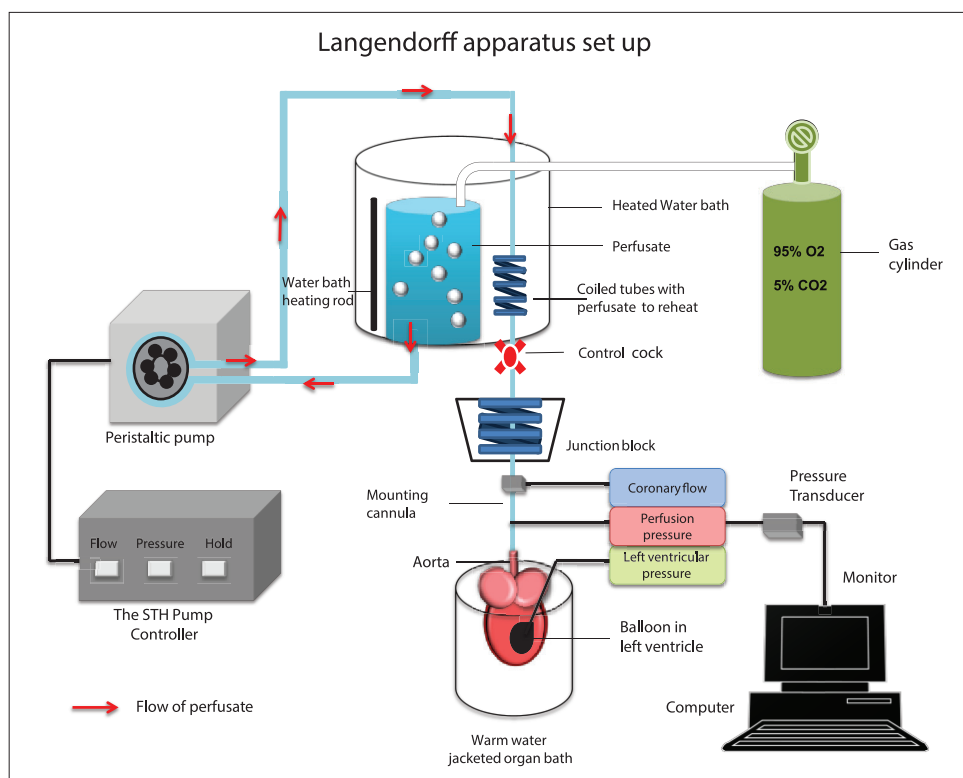 Langendorff apparatus set up
Heated Water bath
Perfusate
Gas
cylinder
95% O2
5% CO2
Water bath
heating rod
Coiled tubes with
perfusate to reheat
Control cock
Peristaltic pump
Junction block
Mounting
cannula
Coronary flow
Pressure
Transducer
Perfusion
pressure
Flow Pressure Hold
Aorta
Left ventricular
pressure
Monitor
The STH Pump
Controller
Balloon in
left ventricle
Flow of perfusate
Computer
Warm water
jacketed organ bath